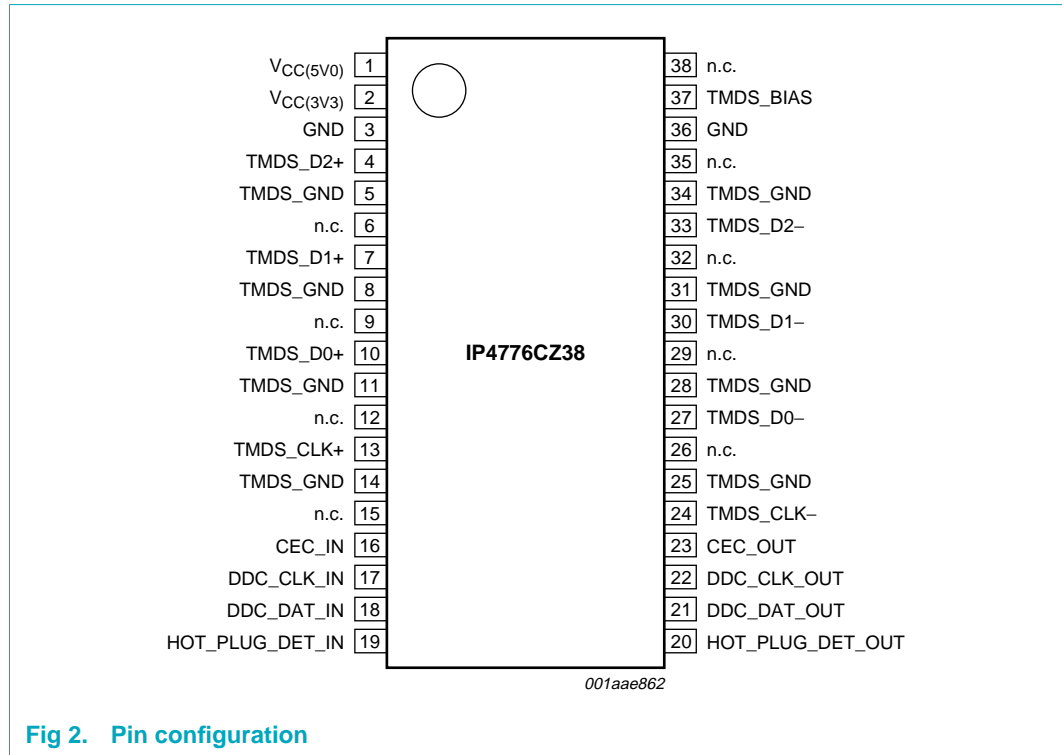 VCC(5V0) 1
VCC(3V3) 2
GND 3
TMDS_D2+ 4
TMDS_GND 5
n.c. 6
TMDS_D1+ 7
TMDS_GND 8
n.c. 9
TMDS_D0+ 10
TMDS_GND 11
n.c. 12
TMDS_CLK+ 13
TMDS_GND 14
n.c. 15
CEC_IN 16
DDC_CLK_IN 17
DDC_DAT_IN 18
HOT_PLUG_DET_IN 19
IP4776CZ38
38 n.c.
37 TMDS_BIAS
36 GND
35 n.c.
34 TMDS_GND
33 TMDS_D2−
32 n.c.
31 TMDS_GND
30 TMDS_D1−
29 n.c.
28 TMDS_GND
27 TMDS_D0−
26 n.c.
25 TMDS_GND
24 TMDS_CLK−
23 CEC_OUT
22 DDC_CLK_OUT
21 DDC_DAT_OUT
20 HOT_PLUG_DET_OUT
001aae862
Fig 2. Pin configuration